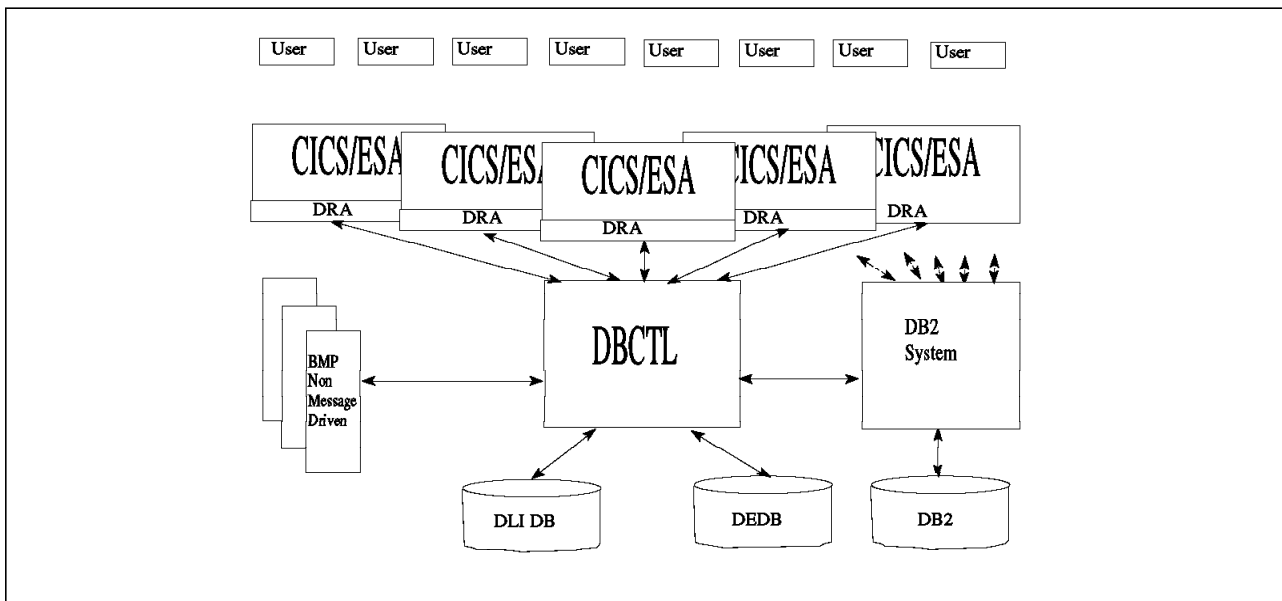 User
User
User
User
User
User
User
User
CICS/ESA
CICS/ESA
CICS/ESA
CICS/ESA
CICS/ESA
DRA
DRA
DRA
DRA
DRA
DBCTL
DB2
System
BMP
Non
Message
Driven
DLI DB
DEDB
DB2